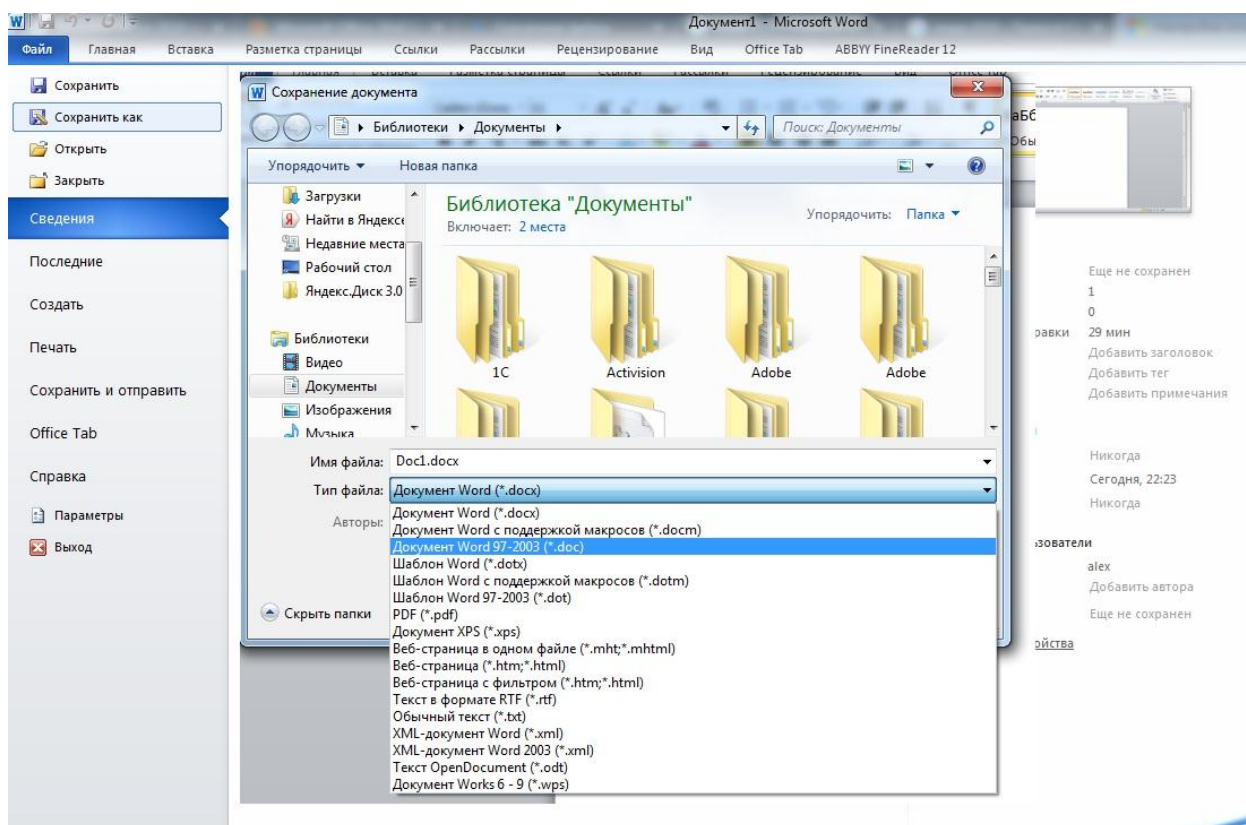 Документ1 - Microsoft Word
Файл Главная Вставка Разметка страницы Ссылки Рассылки Рецензирование Вид Office Tab ABBYY FineReader 12
Сохранить
Сохранить как
Открыть
Закрыть
Сведения
Последние
Создать
Печать
Сохранить и отправить
Office Tab
Справка
Параметры
Выход
Сохранение документа
Библиотеки Документы
Поиск: Документы
Упорядочить Новая папка
Загрузки
Найти в Яндексе
Недавние места
Рабочий стол
Яндекс.Диск 3.0
Библиотеки
Видео
Документы
Изображения
Музыка
Библиотека "Документы"
Включает: 2 места
Упорядочить: Папка
1C Activision Adobe Adobe
Имя файла: Doc1.docx
Тип файла: Документ Word (*.docx)
Авторы:
Документ Word (*.docx)
Документ Word с поддержкой макросов (*.docm)
Документ Word 97-2003 (*.doc)
Шаблон Word (*.dotx)
Шаблон Word с поддержкой макросов (*.dotm)
Шаблон Word 97-2003 (*.dot)
PDF (*.pdf)
Документ XPS (*.xps)
Веб-страница в одном файле (*.mht;*.mhtml)
Веб-страница (*.htm;*.html)
Веб-страница с фильтром (*.htm;*.html)
Текст в формате RTF (*.rtf)
Обычный текст (*.txt)
XML-документ Word (*.xml)
XML-документ Word 2003 (*.xml)
Текст OpenDocument (*.odt)
Документ Works 6 - 9 (*.wps)
Скрыть папки
Еще не сохранен
1
0
равки 29 мин
Добавить заголовок
Добавить тег
Добавить примечания
Никогда
Сегодня, 22:23
Никогда
зователи
alex
Добавить автора
Еще не сохранен
ойства